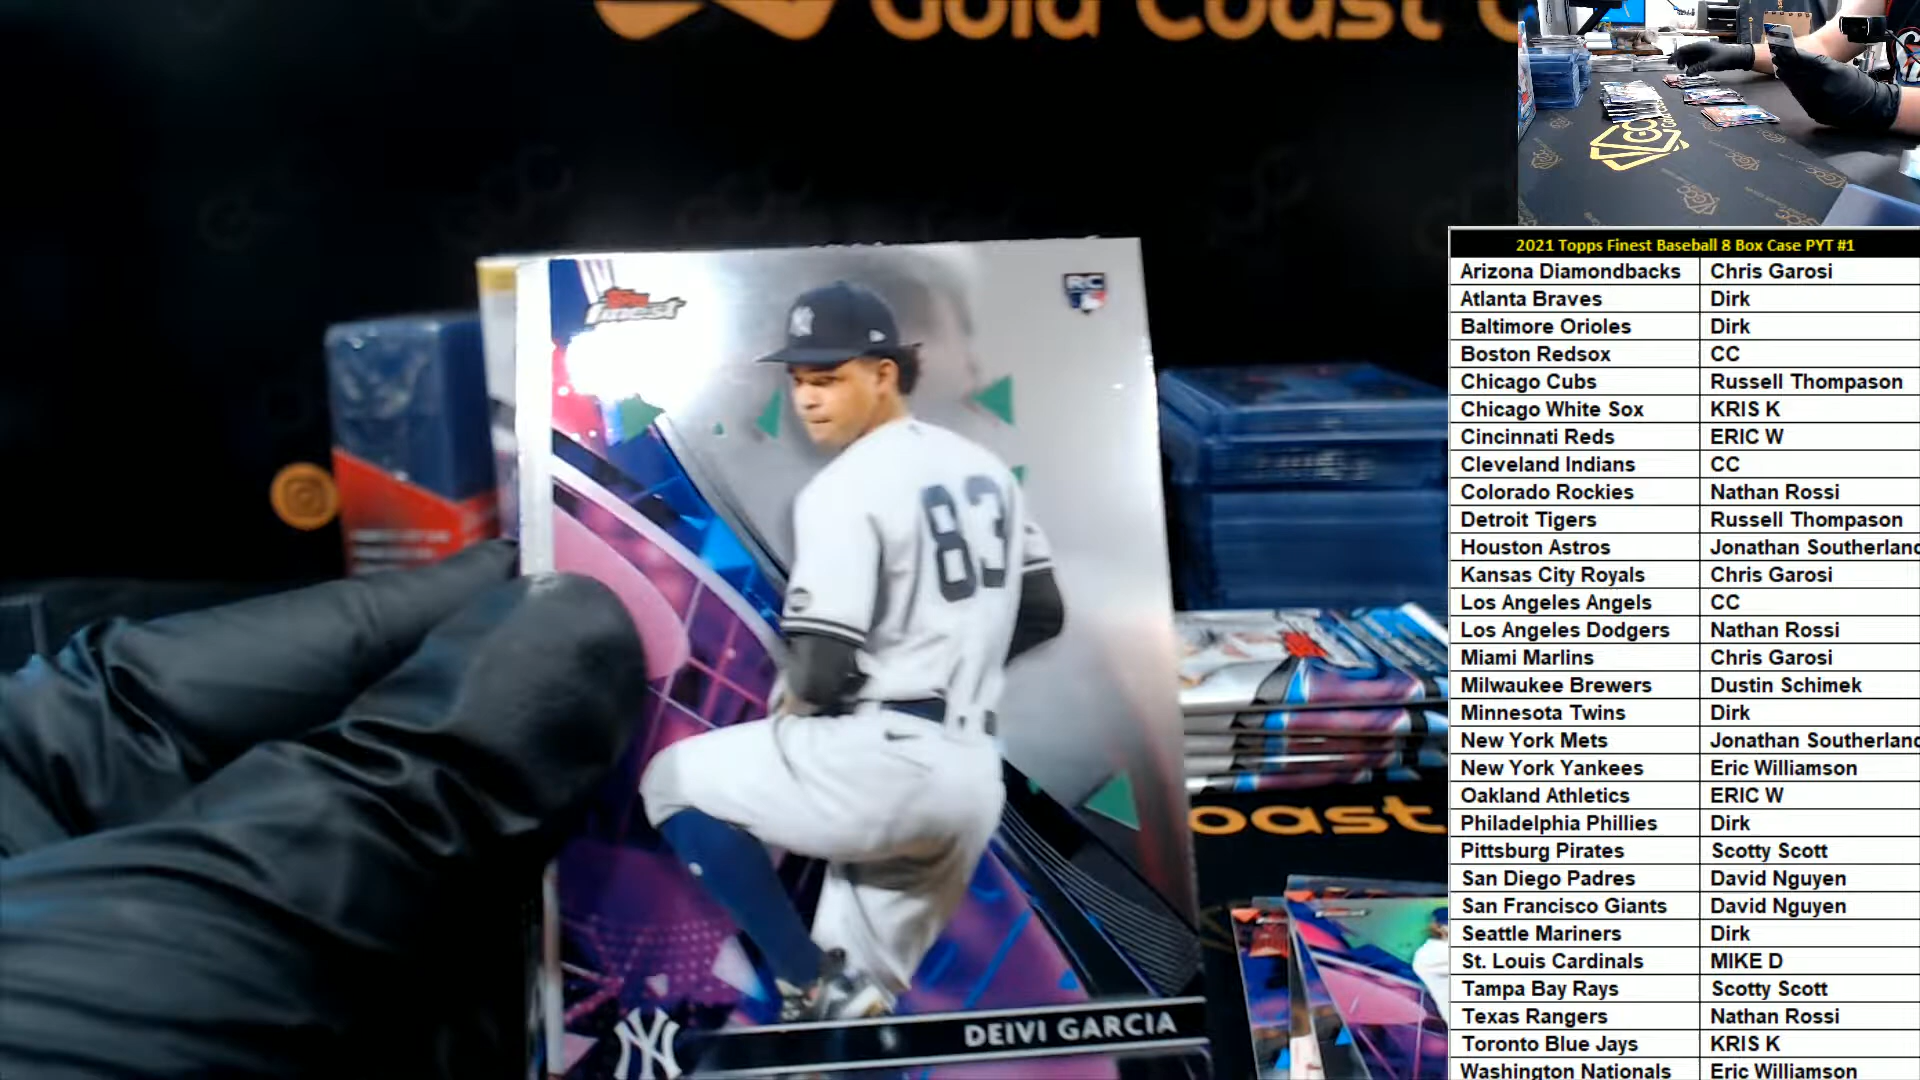 Gold Coast C
2021 Topps Finest Baseball 8 Box Case PYT #1
Arizona Diamondbacks Chris Garosi
Atlanta Braves Dirk
Baltimore Orioles Dirk
Boston Redsox CC
Chicago Cubs Russell Thompason
Chicago White Sox KRIS K
Cincinnati Reds ERIC W
Cleveland Indians CC
Colorado Rockies Nathan Rossi
Detroit Tigers Russell Thompason
Houston Astros Jonathan Southerland
Kansas City Royals Chris Garosi
Los Angeles Angels CC
Los Angeles Dodgers Nathan Rossi
Miami Marlins Chris Garosi
Milwaukee Brewers Dustin Schimek
Minnesota Twins Dirk
New York Mets Jonathan Southerland
New York Yankees Eric Williamson
Oakland Athletics ERIC W
Philadelphia Phillies Dirk
Pittsburg Pirates Scotty Scott
San Diego Padres David Nguyen
San Francisco Giants David Nguyen
Seattle Mariners Dirk
St. Louis Cardinals MIKE D
Tampa Bay Rays Scotty Scott
Texas Rangers Nathan Rossi
Toronto Blue Jays KRIS K
Washington Nationals Eric Williamson
Topps
finest
RC
NY
83
oast
NY
DEIVI GARCIA